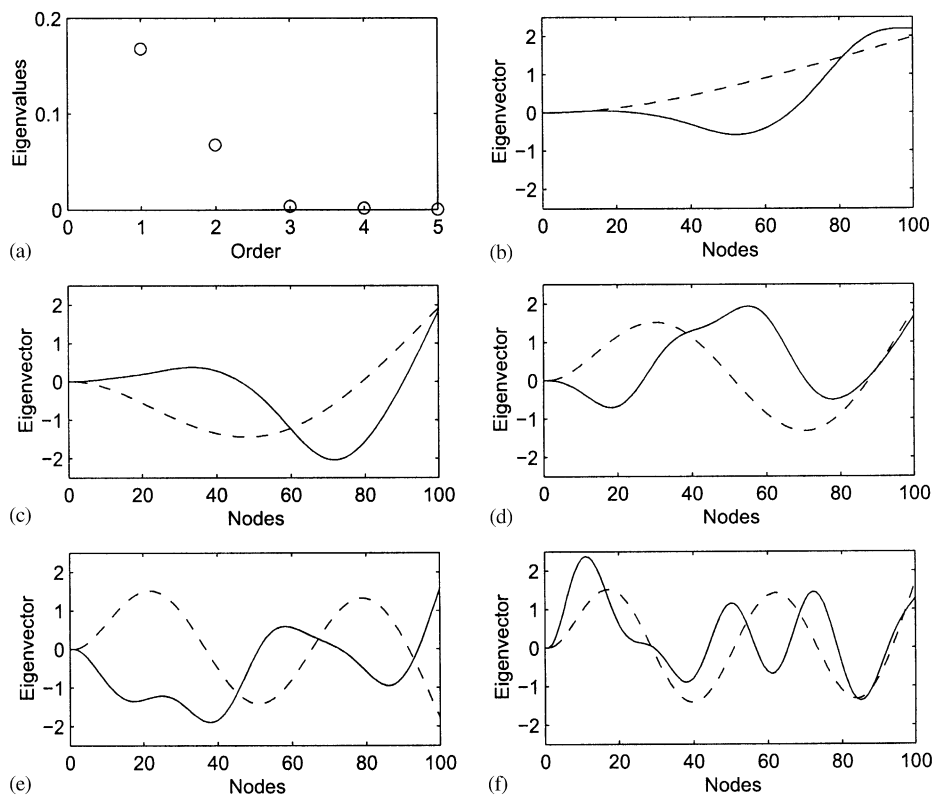 0.2
0.1
0
Eigenvalues
0 1 2 3 4 5
Order
(a)
2
1
0
−1
−2
Eigenvector
0 20 40 60 80 100
Nodes
(b)
2
1
0
−1
−2
Eigenvector
0 20 40 60 80 100
Nodes
(c)
2
1
0
−1
−2
Eigenvector
0 20 40 60 80 100
Nodes
(d)
2
1
0
−1
−2
Eigenvector
0 20 40 60 80 100
Nodes
(e)
2
1
0
−1
−2
Eigenvector
0 20 40 60 80 100
Nodes
(f)